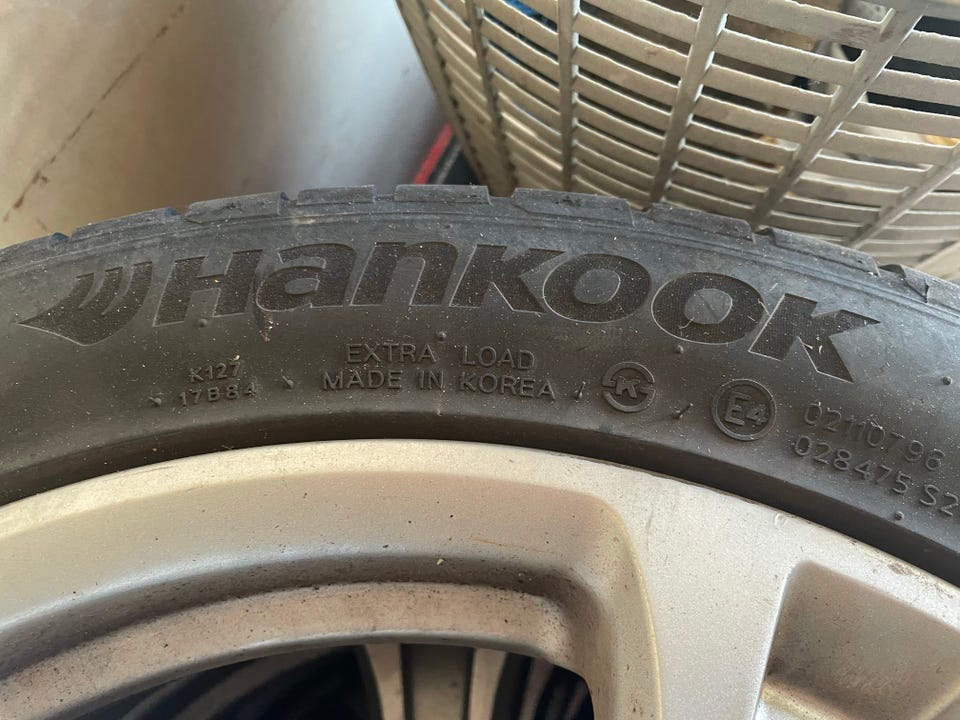 Hankook
EXTRA LOAD
MADE IN KOREA
K127
17B84
K
E4
02110796
028475 S2